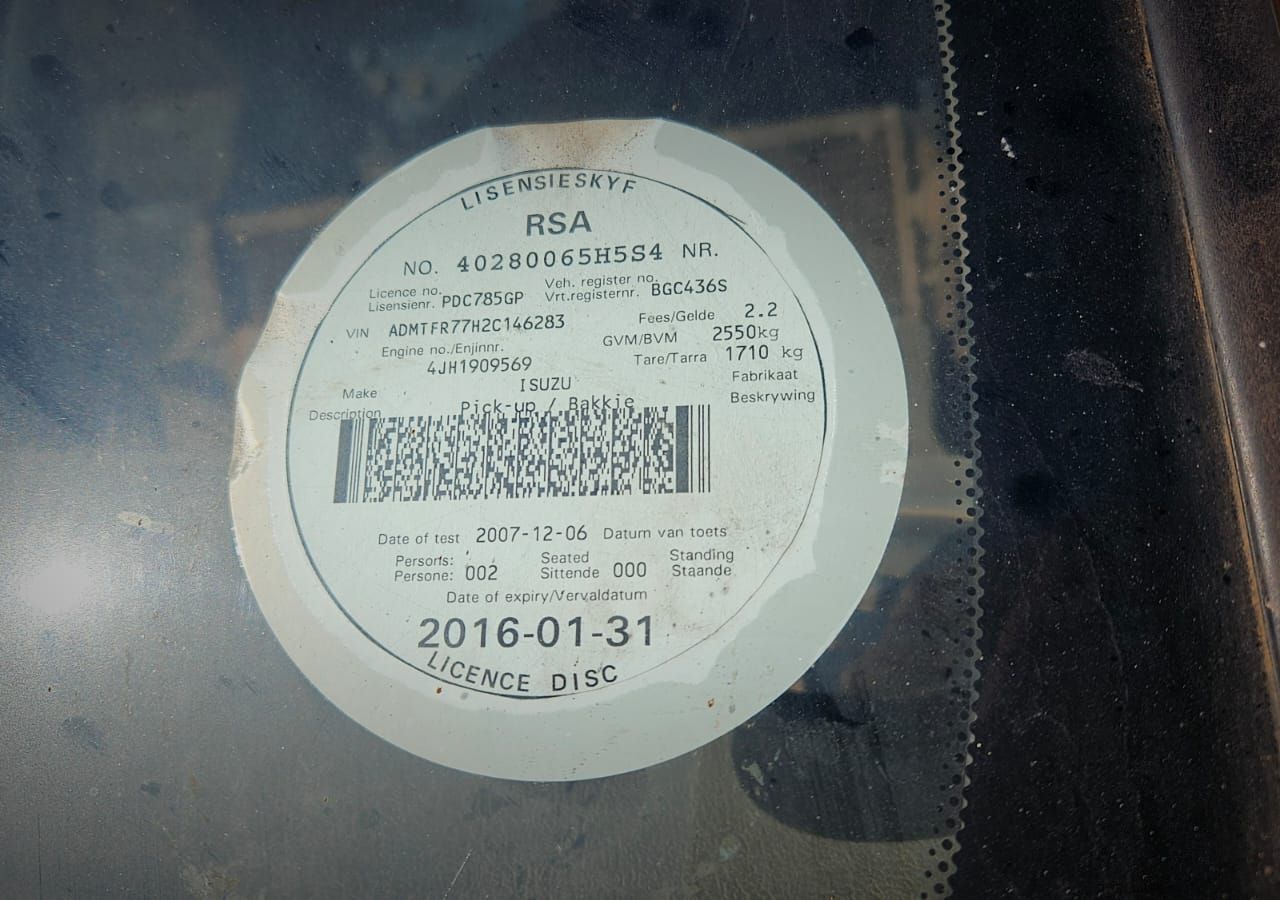 LISENSIESKYF
RSA
NO. 40280065H5S4 NR.
Licence no. Veh. register no.
Lisensienr. PDC785GP Vrt.registernr. BGC436S
VIN ADMTFR77H2C146283 Fees/Gelde 2.2
Engine no./Enjinnr. GVM/BVM 2550kg
4JH1909569 Tare/Tarra 1710 kg
Make ISUZU Fabrikaat
Description Pick-up / Bakkie Beskrywing
Date of test 2007-12-06 Datum van toets
Persons: Seated Standing
Persone: 002 Sittende 000 Staande
Date of expiry/Vervaldatum
2016-01-31
LICENCE DISC